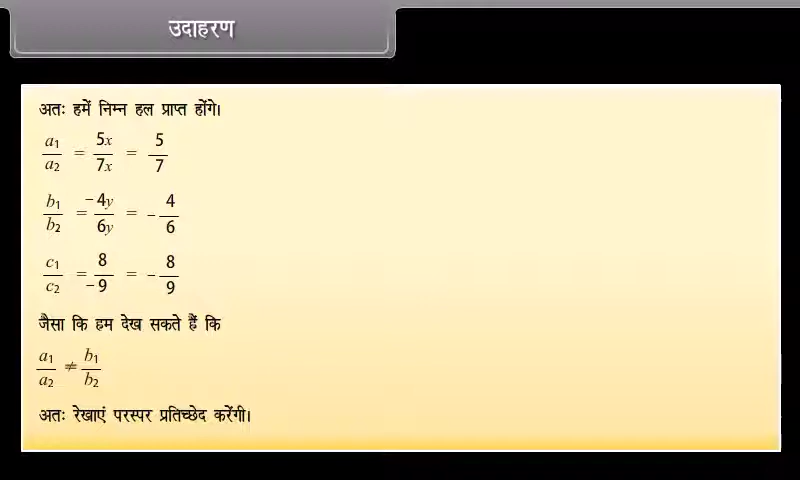 उदाहरण
अतः हमें निम्न हल प्राप्त होंगे।
a1/a2 = 5x/7x = 5/7
b1/b2 = -4y/6y = -4/6
c1/c2 = 8/-9 = -8/9
जैसा कि हम देख सकते हैं कि
a1/a2 ≠ b1/b2
अतः रेखाएं परस्पर प्रतिच्छेद करेंगी।